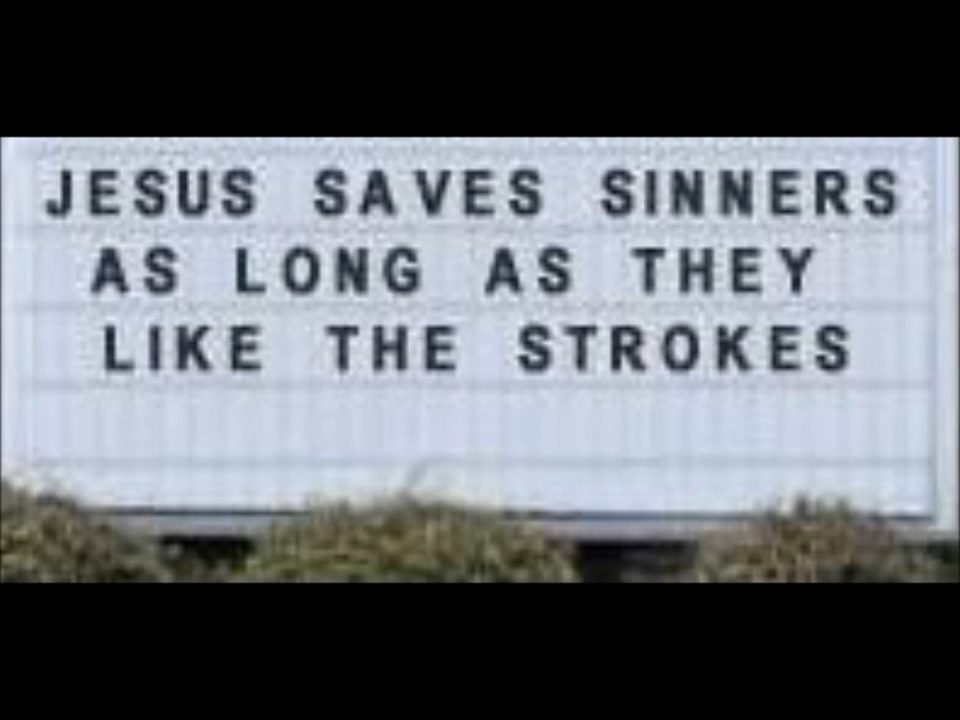 JESUS SAVES SINNERS
AS LONG AS THEY
LIKE THE STROKES